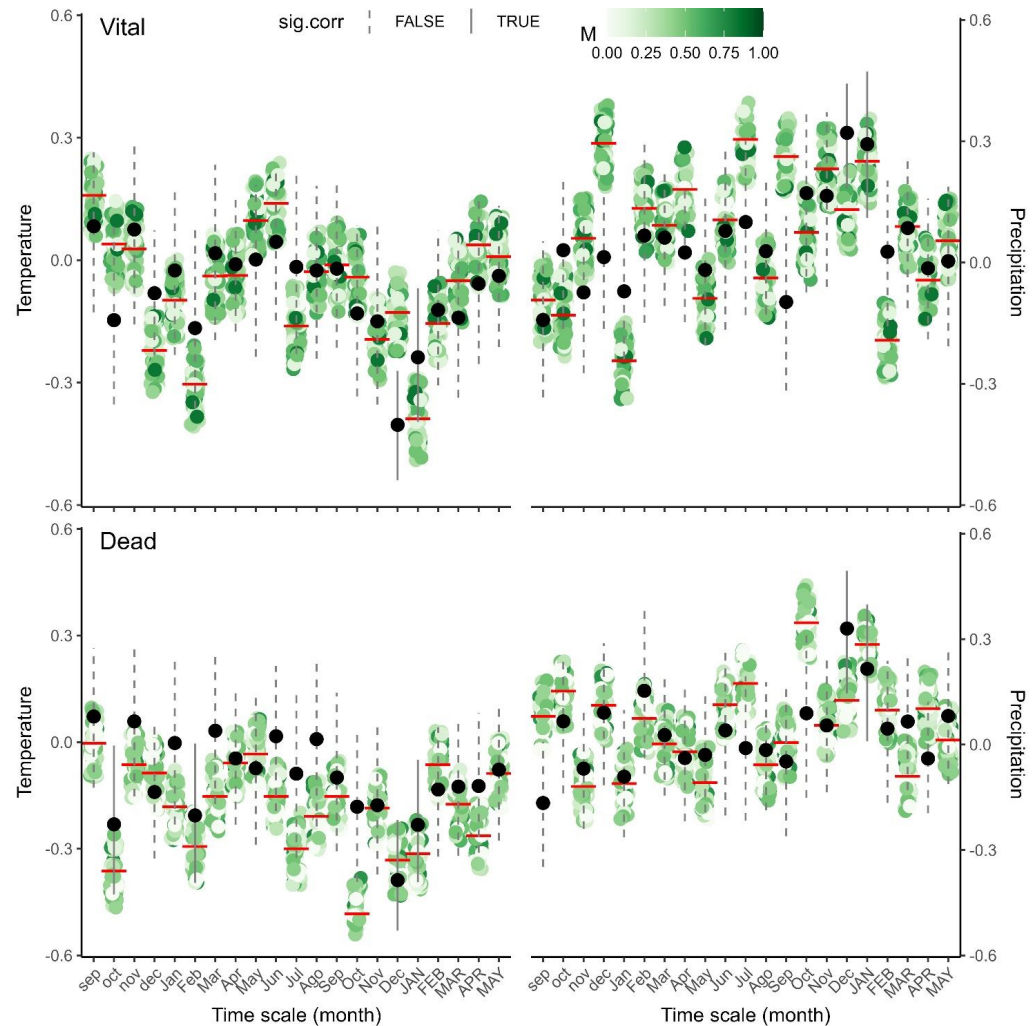 Vital
sig.corr FALSE TRUE
M
0.00 0.25 0.50 0.75 1.00
0.6
0.3
0.0
-0.3
-0.6
Temperature
0.6
0.3
0.0
-0.3
-0.6
Precipitation
Dead
0.6
0.3
0.0
-0.3
-0.6
Temperature
0.6
0.3
0.0
-0.3
-0.6
Precipitation
sep oct nov dec Jan Feb Mar Apr May Jun Jul Ago Sep Oct Nov Dec JAN FEB MAR APR MAY
sep oct nov dec Jan Feb Mar Apr May Jun Jul Ago Sep Oct Nov Dec JAN FEB MAR APR MAY
Time scale (month)
Time scale (month)